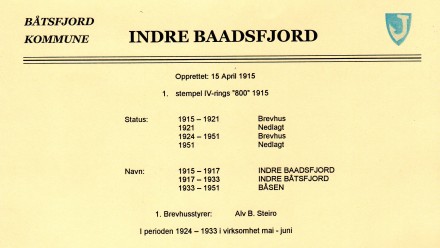 BÅTSFJORD
KOMMUNE
INDRE BAADSFJORD
Opprettet: 15 April 1915
1. stempel IV-rings "800" 1915
Status: 1915 – 1921 Brevhus
1921 Nedlagt
1924 – 1951 Brevhus
1951 Nedlagt
Navn: 1915 – 1917 INDRE BAADSFJORD
1917 – 1933 INDRE BÅTSFJORD
1933 – 1951 BÅSEN
1. Brevhusstyrer: Alv B. Steiro
I perioden 1924 – 1933 i virksomhet mai - juni